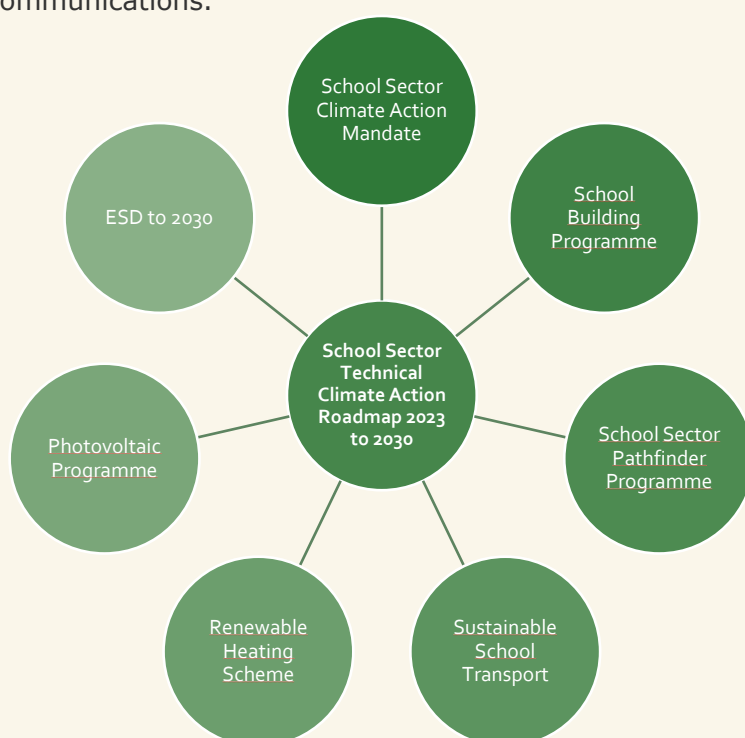 ommunications.
School Sector
Climate Action
Mandate
School
Building
Programme
School Sector
Pathfinder
Programme
Sustainable
School
Transport
Renewable
Heating
Scheme
Photovoltaic
Programme
ESD to 2030
School Sector
Technical
Climate Action
Roadmap 2023
to 2030